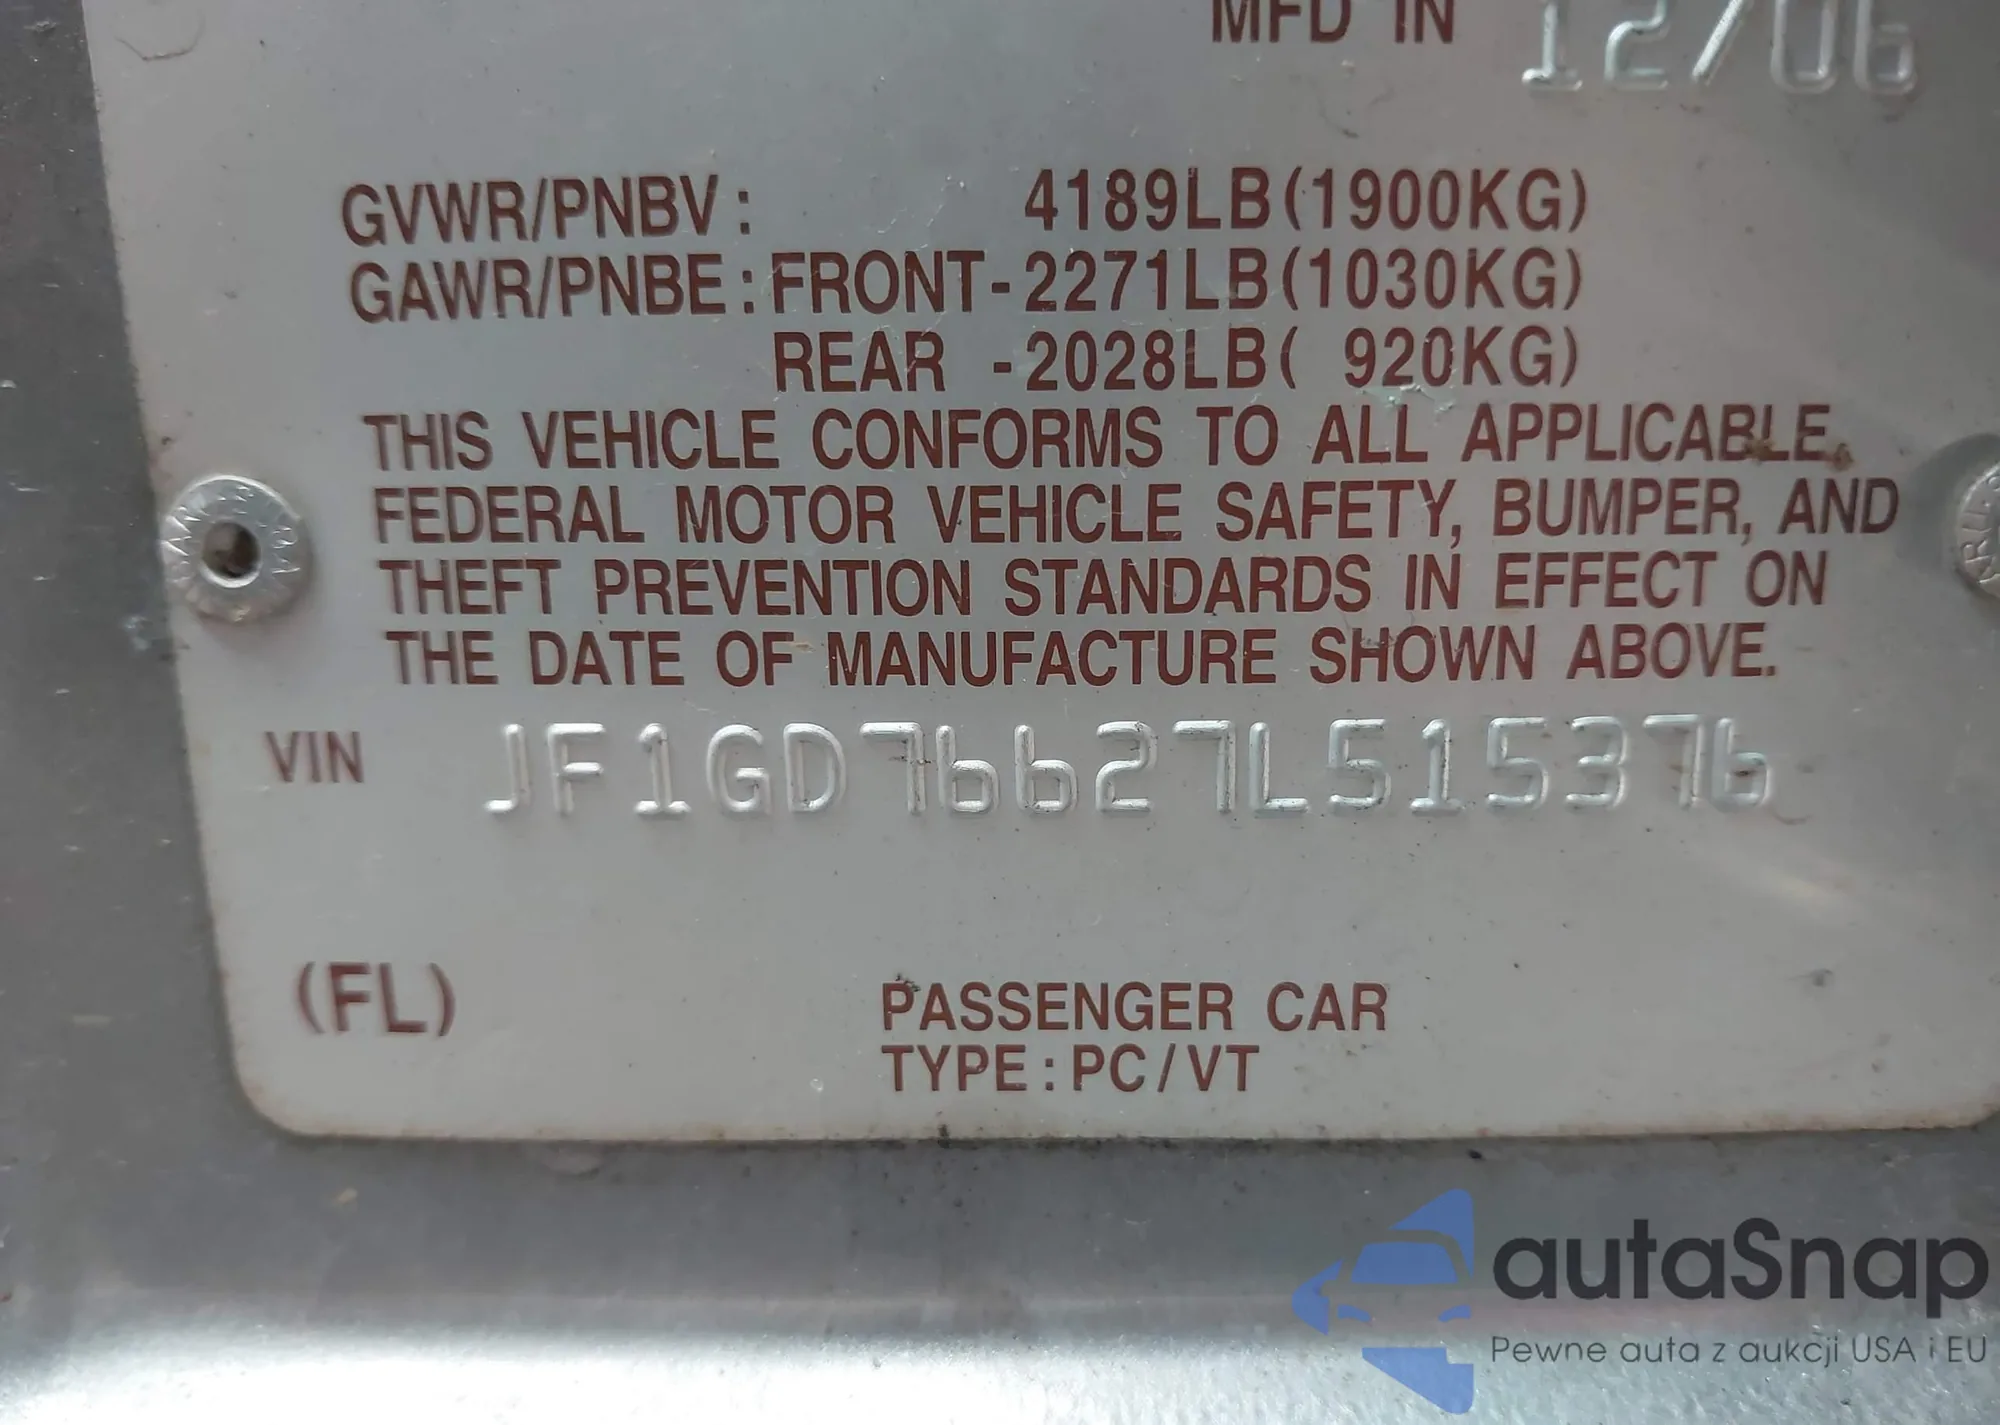 MFD IN 12/06
GVWR/PNBV: 4189LB(1900KG)
GAWR/PNBE: FRONT-2271LB(1030KG)
REAR -2028LB( 920KG)
THIS VEHICLE CONFORMS TO ALL APPLICABLE
FEDERAL MOTOR VEHICLE SAFETY, BUMPER, AND
THEFT PREVENTION STANDARDS IN EFFECT ON
THE DATE OF MANUFACTURE SHOWN ABOVE.
VIN JF1GD76627L515376
(FL)
PASSENGER CAR
TYPE:PC/VT
autaSnap
Pewne auta z aukcji USA i EU